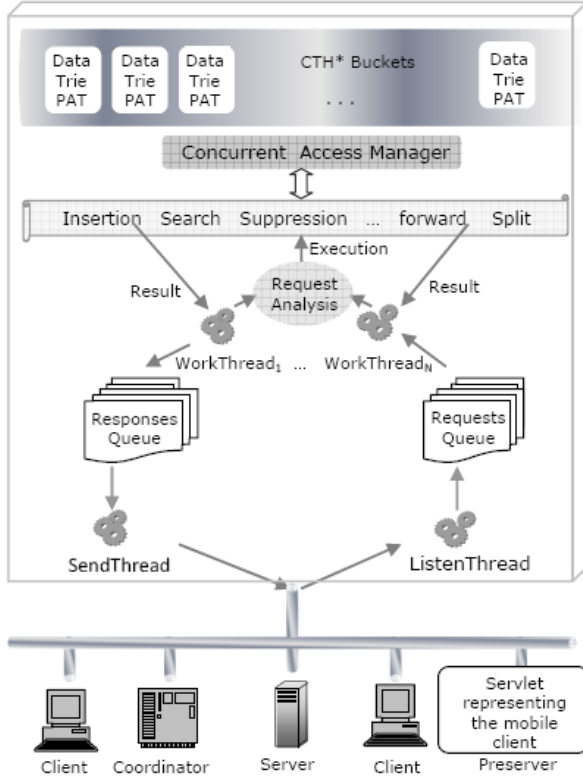 Data Trie PAT
Data Trie PAT
Data Trie PAT
CTH* Buckets
. . .
Data Trie PAT
Concurrent Access Manager
Insertion Search Suppression ... forward Split
Execution
Result
Request Analysis
Result
WorkThread1 ... WorkThreadN
Responses Queue
Requests Queue
SendThread
ListenThread
Servlet
representing
the mobile
client
Client
Coordinator
Server
Client
Preserver